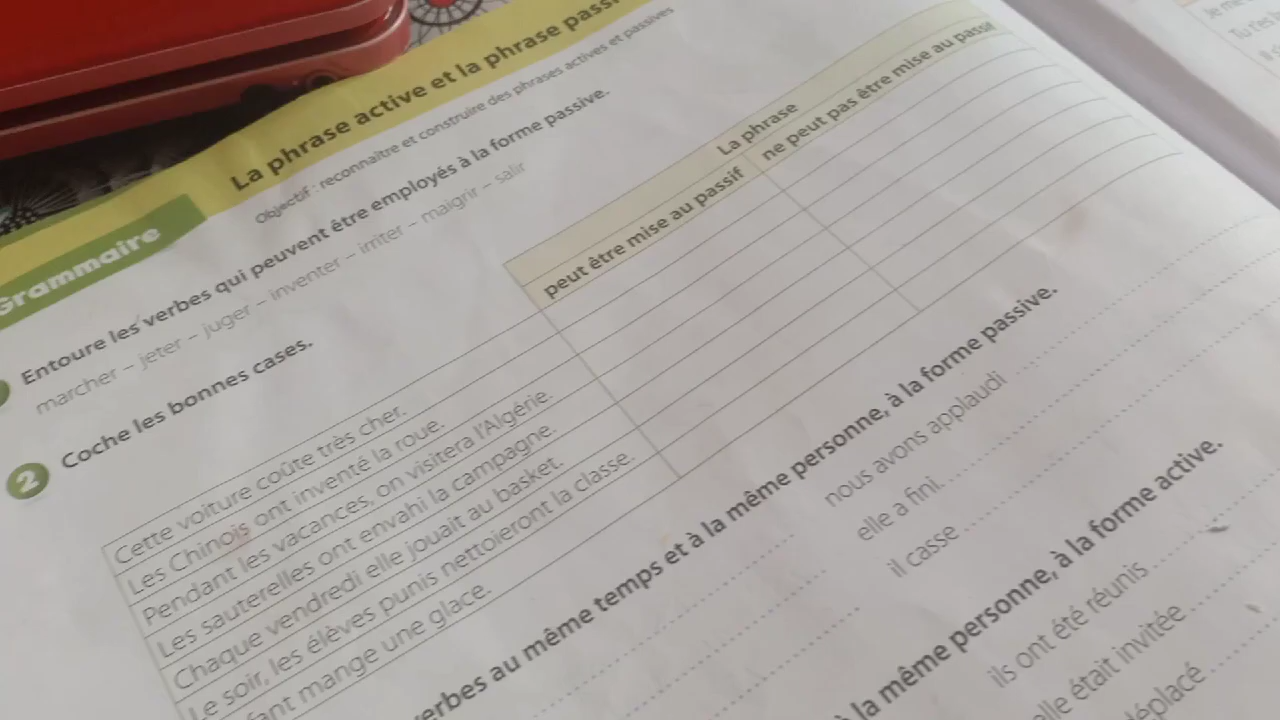 Grammaire
La phrase active et la phrase
Objectif : reconnaître et construire des phrases actives et passives
Entoure les verbes qui peuvent être employés à la forme passive.
marcher – jeter – juger – inventer – irriter – maigrir – salir
2 Coche les bonnes cases.
La phrase
peut être mise au passif
ne peut pas être mise au passif
Cette voiture coûte très cher.
Les Chinois ont inventé la roue.
Pendant les vacances, on visitera l'Algérie.
Les sauterelles ont envahi la campagne.
Chaque vendredi elle jouait au basket.
Le soir, les élèves punis nettoieront la classe.
mange une glace.
verbes au même temps et à la même personne, à la forme passive.
nous avons applaudi
elle a fini.
il casse
à la même personne, à la forme active.
ils ont été réunis
elle était invitée